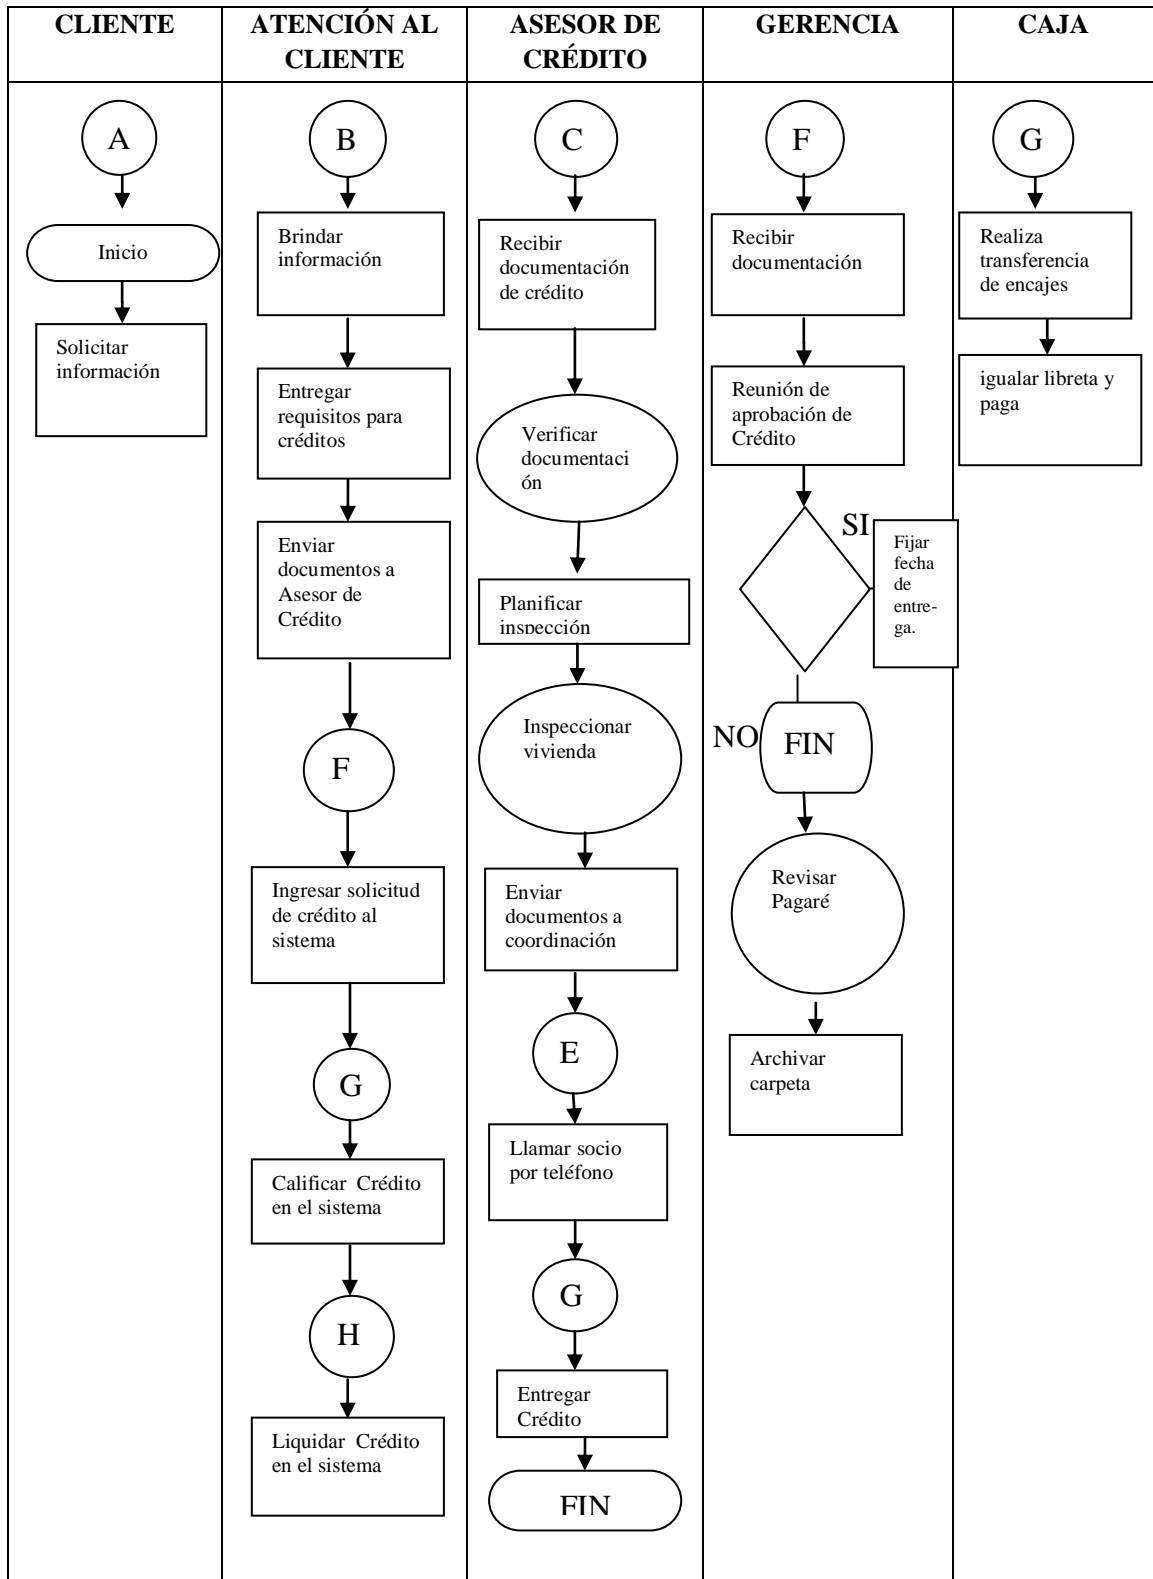 CLIENTE
ATENCIÓN AL
CLIENTE
ASESOR DE
CRÉDITO
GERENCIA
CAJA
A
Inicio
Solicitar
información
B
Brindar
información
Entregar
requisitos para
créditos
Enviar
documentos a
Asesor de
Crédito
F
Ingresar solicitud
de crédito al
sistema
G
Calificar Crédito
en el sistema
H
Liquidar Crédito
en el sistema
C
Recibir
documentación
de crédito
Verificar
documentaci
ón
Planificar
inspección
Inspeccionar
vivienda
Enviar
documentos a
coordinación
E
Llamar socio
por teléfono
G
Entregar
Crédito
FIN
F
Recibir
documentación
Reunión de
aprobación de
Crédito
SI
Fijar
fecha
de
entre-
ga.
NO
FIN
Revisar
Pagaré
Archivar
carpeta
G
Realiza
transferencia
de encajes
igualar libreta y
paga